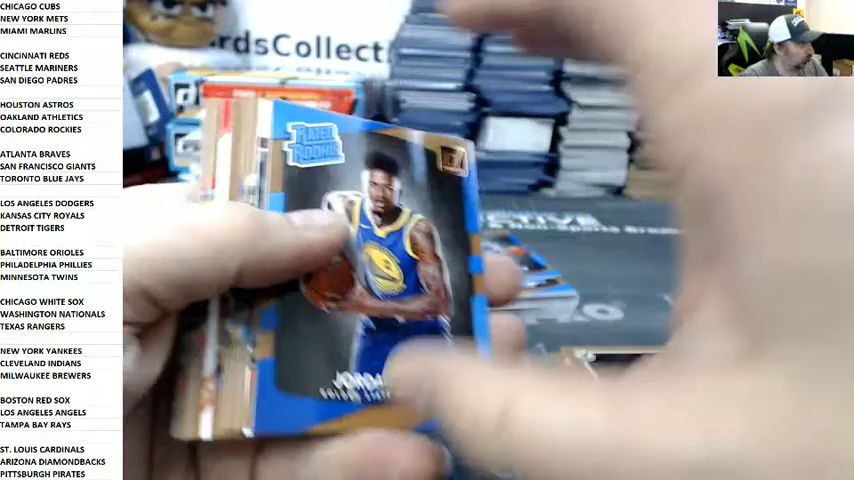 CHICAGO CUBS
NEW YORK METS
MIAMI MARLINS
CINCINNATI REDS
SEATTLE MARINERS
SAN DIEGO PADRES
HOUSTON ASTROS
OAKLAND ATHLETICS
COLORADO ROCKIES
ATLANTA BRAVES
SAN FRANCISCO GIANTS
TORONTO BLUE JAYS
LOS ANGELES DODGERS
KANSAS CITY ROYALS
DETROIT TIGERS
BALTIMORE ORIOLES
PHILADELPHIA PHILLIES
MINNESOTA TWINS
CHICAGO WHITE SOX
WASHINGTON NATIONALS
TEXAS RANGERS
NEW YORK YANKEES
CLEVELAND INDIANS
MILWAUKEE BREWERS
BOSTON RED SOX
LOS ANGELES ANGELS
TAMPA BAY RAYS
ST. LOUIS CARDINALS
ARIZONA DIAMONDBACKS
PITTSBURGH PIRATES
rdsCollect
RATED
ROOKIE
JORDA